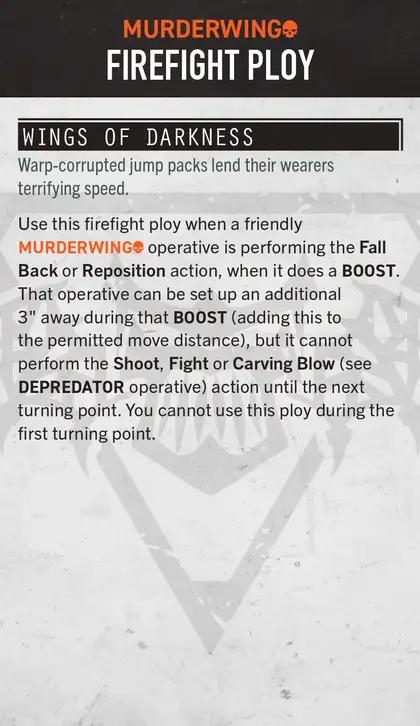 MURDERWING
FIREFIGHT PLOY
WINGS OF DARKNESS
Warp-corrupted jump packs lend their wearers
terrifying speed.
Use this firefight ploy when a friendly
MURDERWING operative is performing the Fall
Back or Reposition action, when it does a BOOST.
That operative can be set up an additional
3" away during that BOOST (adding this to
the permitted move distance), but it cannot
perform the Shoot, Fight or Carving Blow (see
DEPREDATOR operative) action until the next
turning point. You cannot use this ploy during the
first turning point.